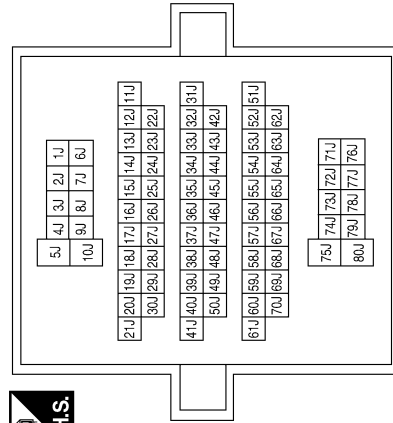 H.S.
5J 4J 3J 2J 1J
10J 9J 8J 7J 6J
21J 20J 19J 18J 17J 16J 15J 14J 13J 12J 11J
30J 29J 28J 27J 26J 25J 24J 23J 22J
41J 40J 39J 38J 37J 36J 35J 34J 33J 32J 31J
50J 49J 48J 47J 46J 45J 44J 43J 42J
61J 60J 59J 58J 57J 56J 55J 54J 53J 52J 51J
70J 69J 68J 67J 66J 65J 64J 63J 62J
75J 74J 73J 72J 71J
80J 79J 78J 77J 76J